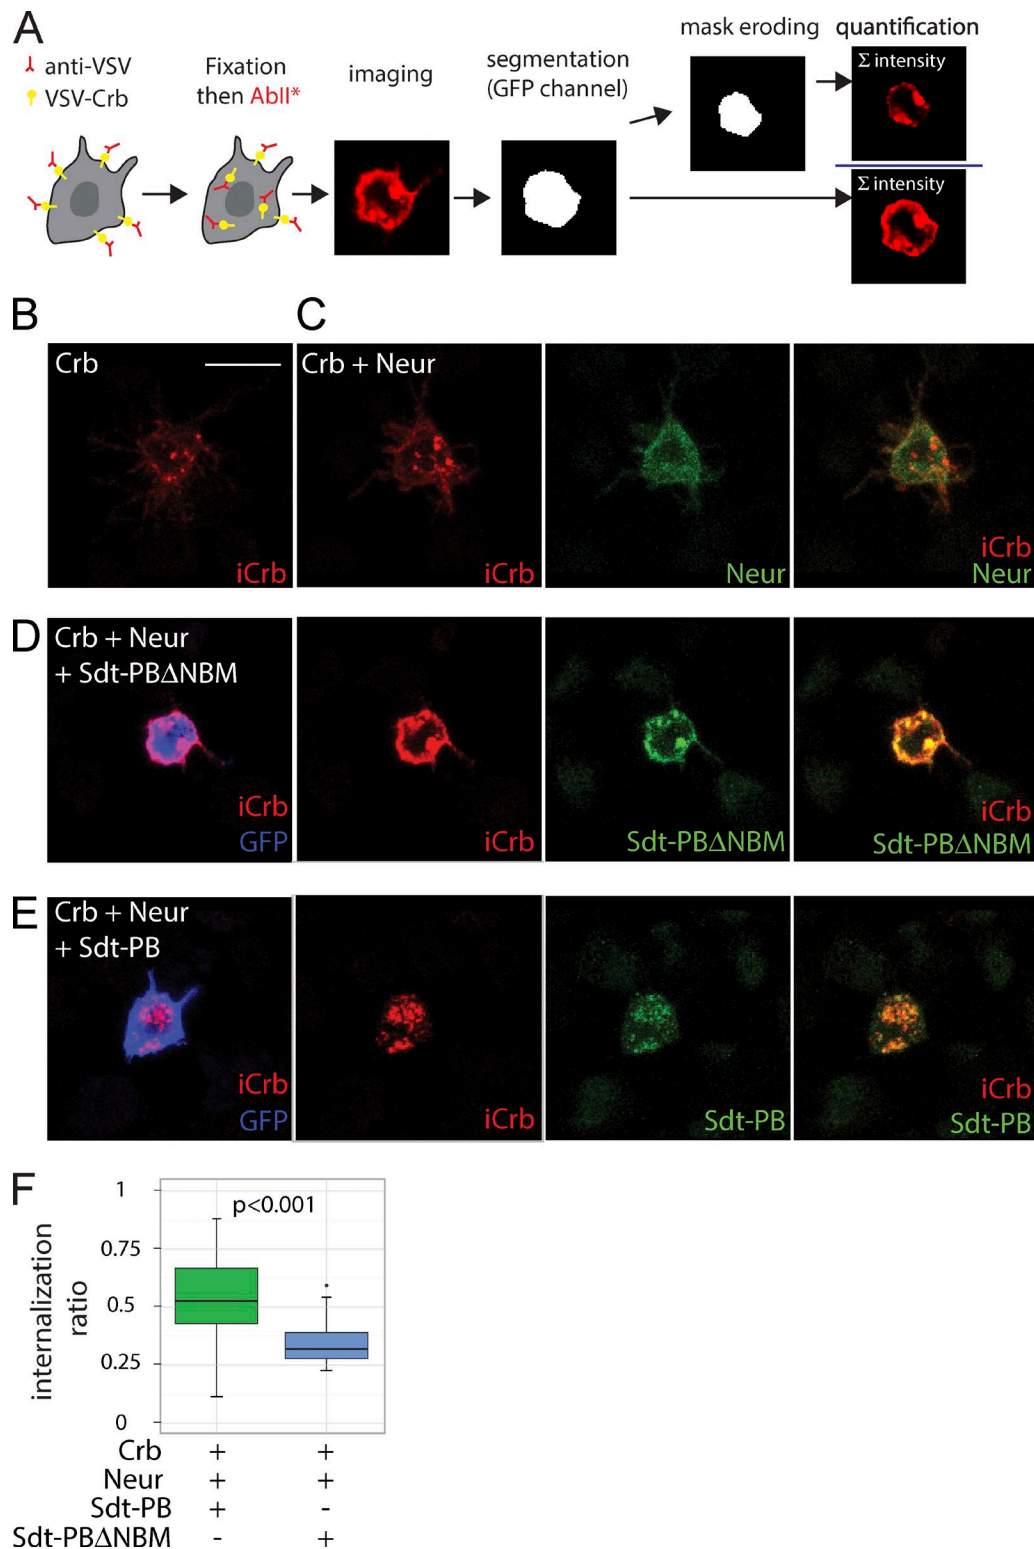 A
anti-VSV
VSV-Crb
Fixation
then AbII*
imaging
segmentation
(GFP channel)
mask eroding
quantification
Σ intensity
Σ intensity
B
Crb
iCrb
C
Crb + Neur
iCrb
Neur
iCrb
Neur
D
Crb + Neur
+ Sdt-PBΔNBM
iCrb
GFP
iCrb
Sdt-PBΔNBM
iCrb
Sdt-PBΔNBM
E
Crb + Neur
+ Sdt-PB
iCrb
GFP
iCrb
Sdt-PB
iCrb
Sdt-PB
F
internalization
ratio
1
0.75
0.5
0.25
0
p<0.001
Crb + +
Neur + +
Sdt-PB + -
Sdt-PBΔNBM - +